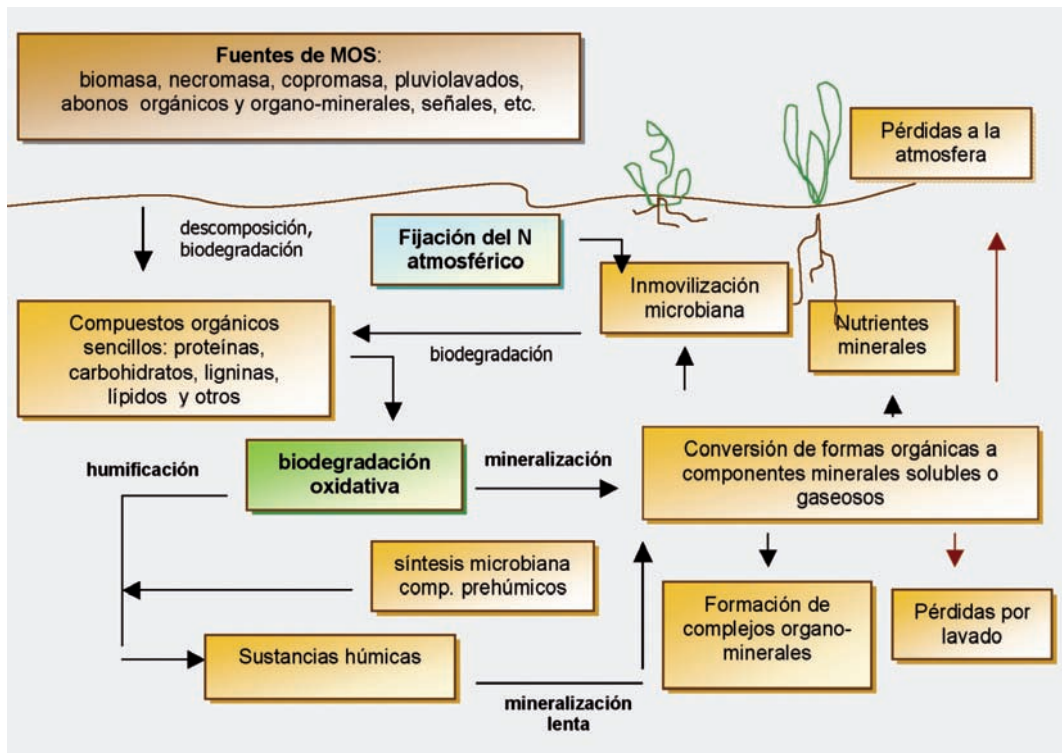 Fuentes de MOS:
biomasa, necromasa, copromasa, pluviolavados,
abonos orgánicos y organo-minerales, señales, etc.
Pérdidas a la
atmosfera
descomposición,
biodegradación
Fijación del N
atmosférico
Inmovilización
microbiana
Nutrientes
minerales
Compuestos orgánicos
sencillos: proteínas,
carbohidratos, ligninas,
lípidos y otros
biodegradación
humificación
biodegradación
oxidativa
mineralización
Conversión de formas orgánicas a
componentes minerales solubles o
gaseosos
síntesis microbiana
comp. prehúmicos
Formación de
complejos organo-
minerales
Pérdidas por
lavado
Sustancias húmicas
mineralización
lenta